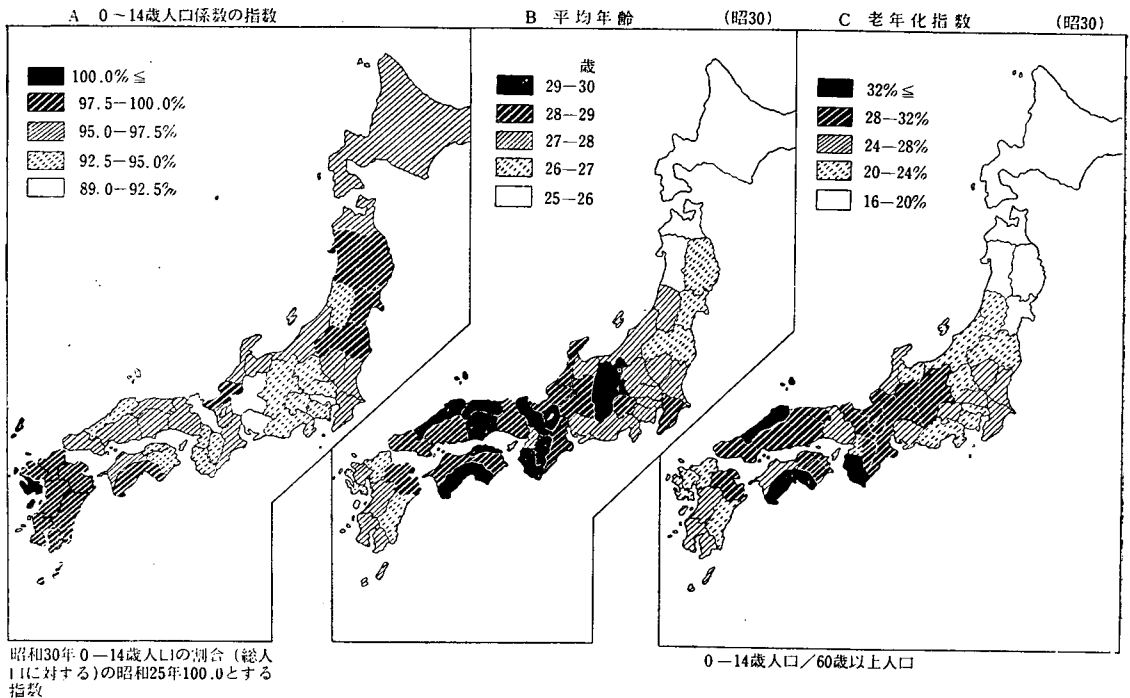 A 0～14歳人口係数の指数
100.0%≦
97.5－100.0%
95.0－97.5%
92.5－95.0%
89.0－92.5%
昭和30年0－14歳人口の割合（総人
口に対する）の昭和25年100.0とする
指数
B 平均年齢 （昭30）
歳
29－30
28－29
27－28
26－27
25－26
C 老年化指数 （昭30）
32%≦
28－32%
24－28%
20－24%
16－20%
0－14歳人口／60歳以上人口